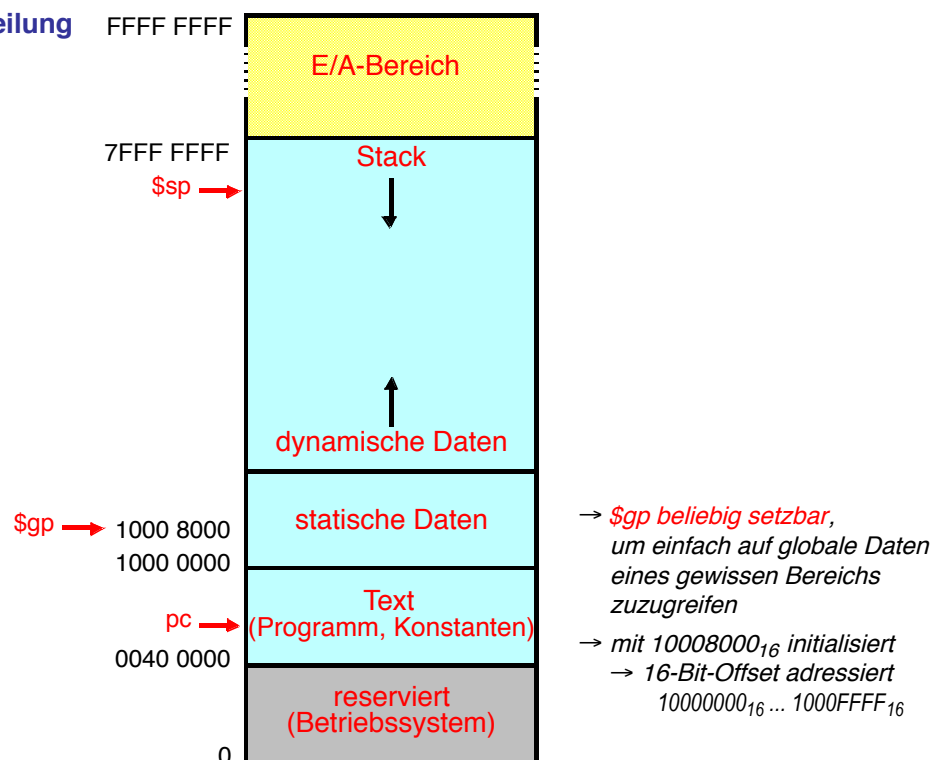 eilung
FFFF FFFF
E/A-Bereich
7FFF FFFF
Stack
$sp
dynamische Daten
$gp
1000 8000
statische Daten
1000 0000
pc
Text
(Programm, Konstanten)
0040 0000
reserviert
(Betriebssystem)
0
→ $gp beliebig setzbar,
um einfach auf globale Daten
eines gewissen Bereichs
zuzugreifen
→ mit 10008000₁₆ initialisiert
→ 16-Bit-Offset adressiert
10000000₁₆ ... 1000FFFF₁₆